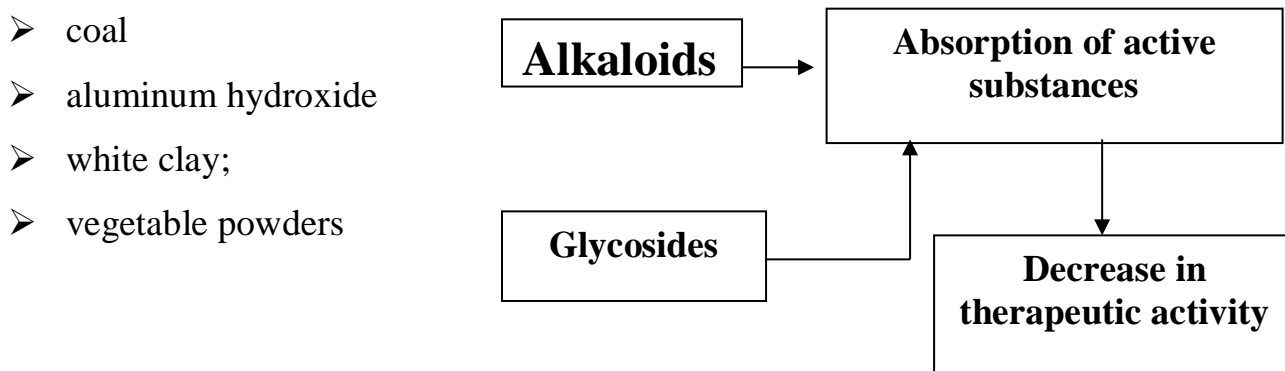 ➢ coal
➢ aluminum hydroxide
➢ white clay;
➢ vegetable powders
Alkaloids
Absorption of active
substances
Glycosides
Decrease in
therapeutic activity